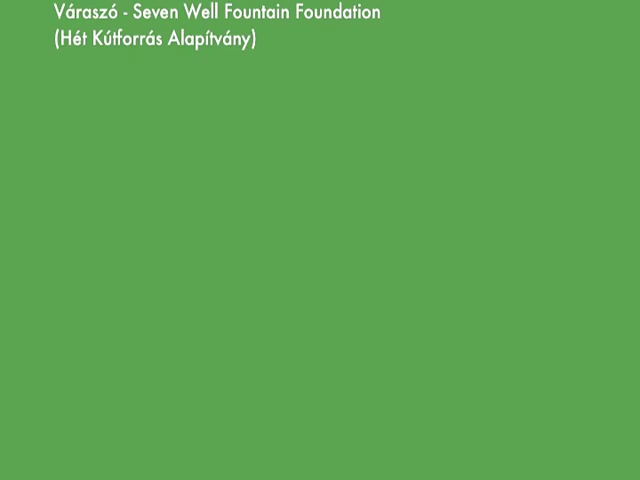 Váraszó - Seven Well Fountain Foundation
(Hét Kútforrás Alapítvány)